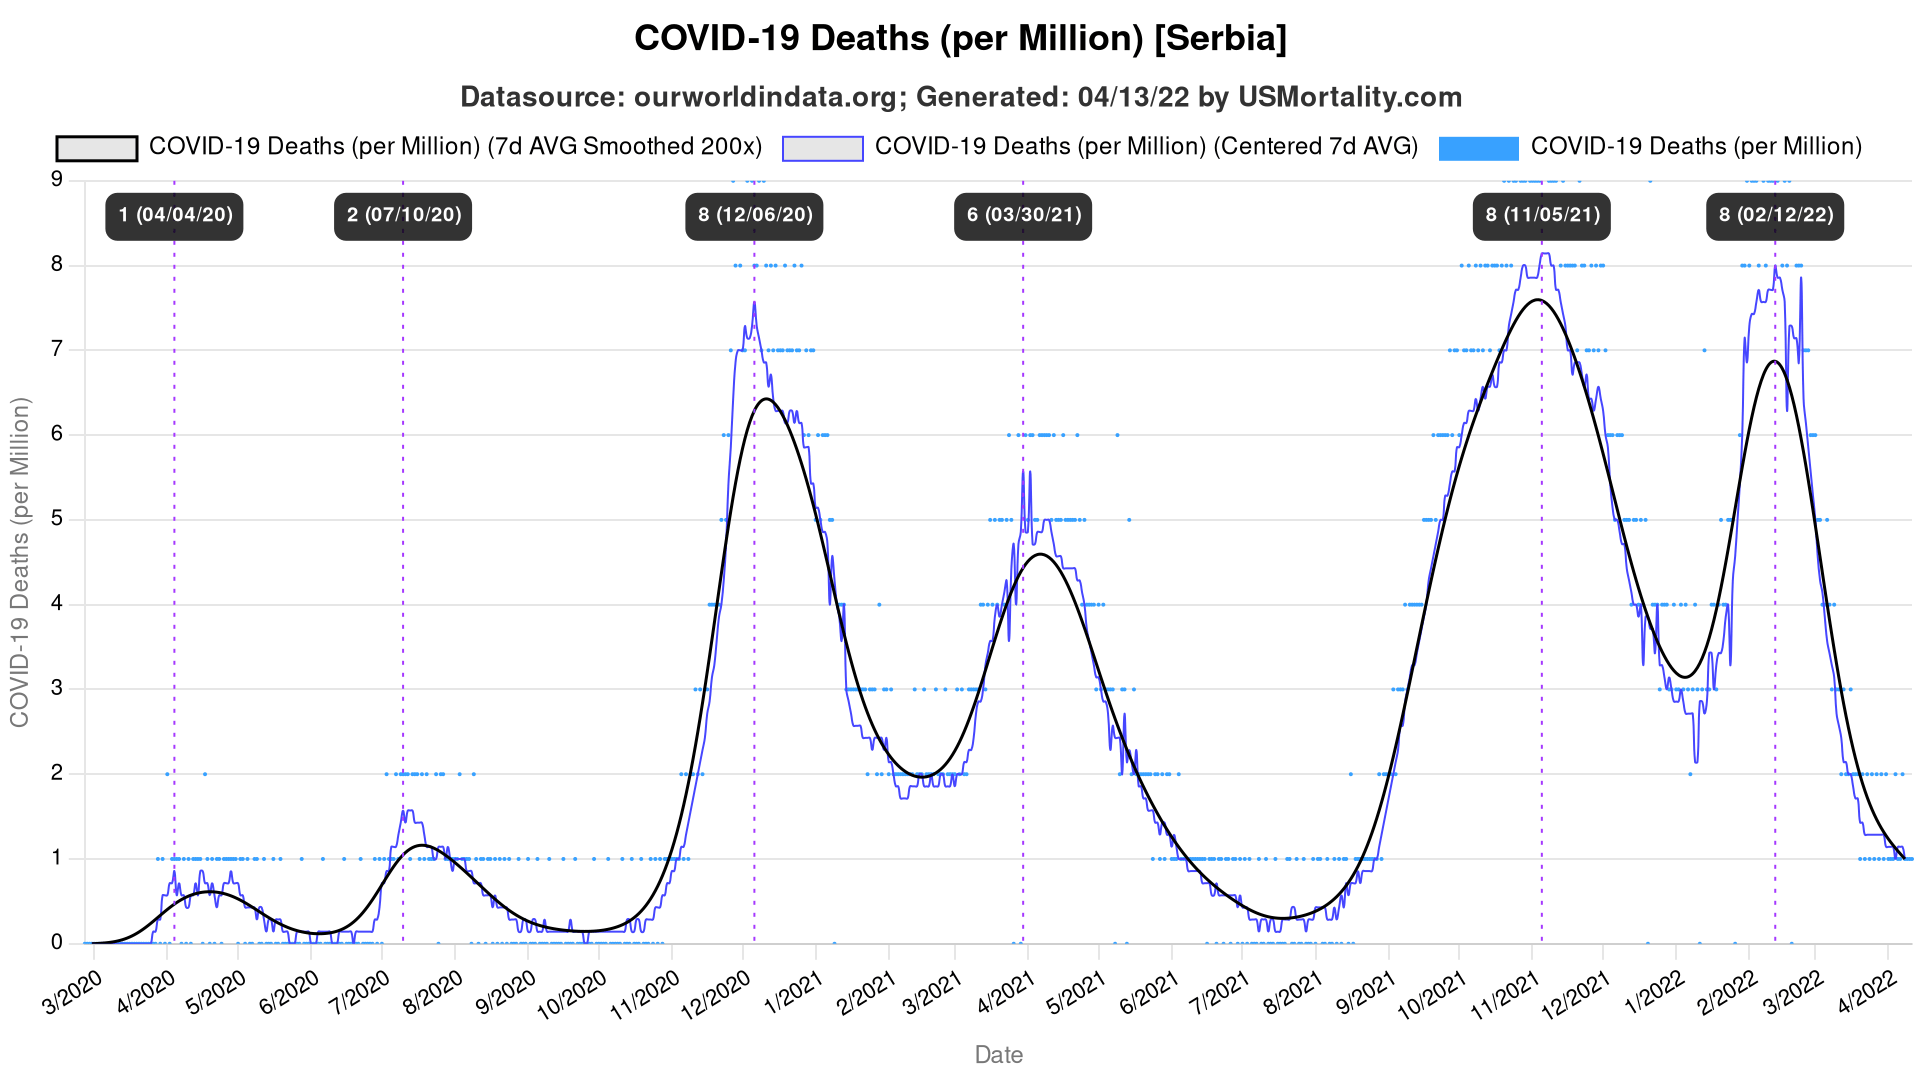 COVID-19 Deaths (per Million) [Serbia]
Datasource: ourworldindata.org; Generated: 04/13/22 by USMortality.com
COVID-19 Deaths (per Million) (7d AVG Smoothed 200x) COVID-19 Deaths (per Million) (Centered 7d AVG) COVID-19 Deaths (per Million)
1 (04/04/20) 2 (07/10/20) 8 (12/06/20) 6 (03/30/21) 8 (11/05/21) 8 (02/12/22)
COVID-19 Deaths (per Million)
9
8
7
6
5
4
3
2
1
0
3/2020 4/2020 5/2020 6/2020 7/2020 8/2020 9/2020 10/2020 11/2020 12/2020 1/2021 2/2021 3/2021 4/2021 5/2021 6/2021 7/2021 8/2021 9/2021 10/2021 11/2021 12/2021 1/2022 2/2022 3/2022 4/2022
Date